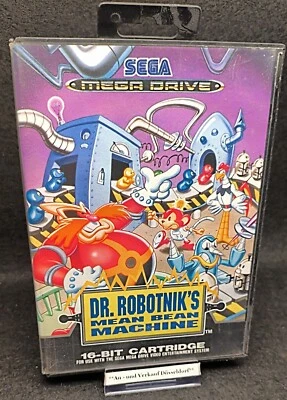 SEGA
MEGA DRIVE
DR. ROBOTNIK'S
MEAN BEAN
MACHINE™
16-BIT CARTRIDGE
FOR USE WITH THE SEGA MEGA DRIVE VIDEO ENTERTAINMENT SYSTEM
**An - und Verkauf Düsseldorf**